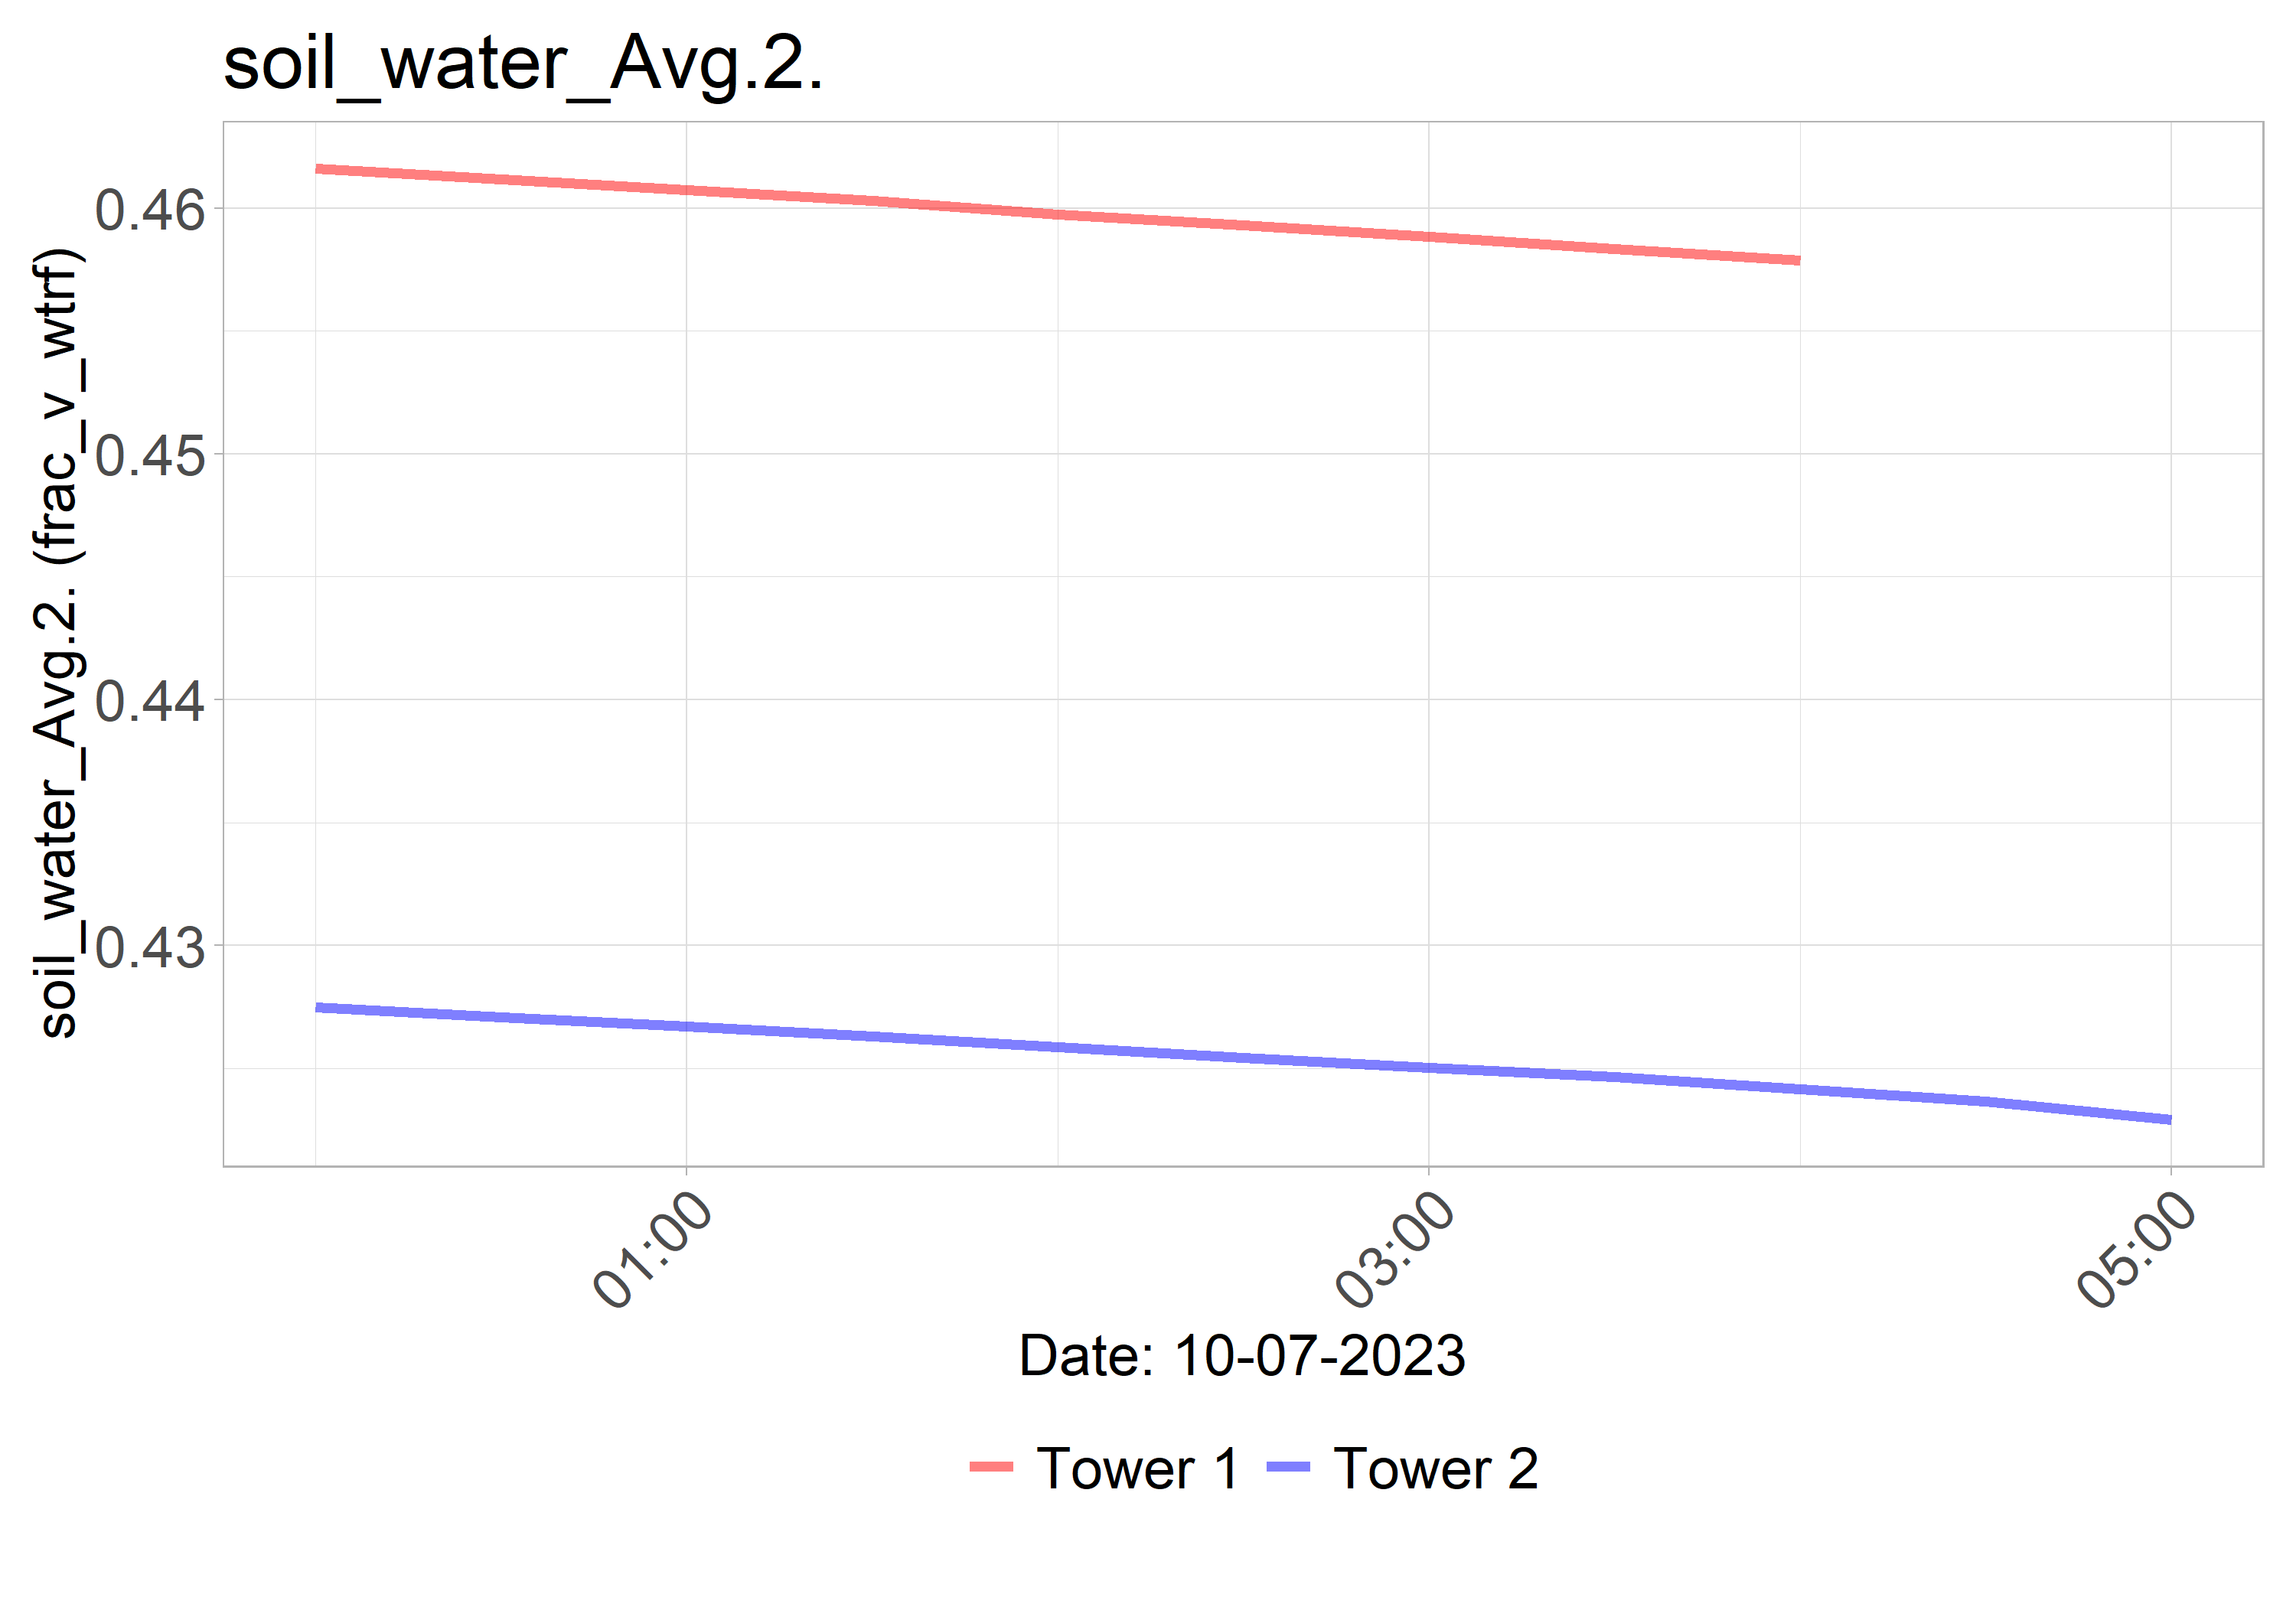 soil_water_Avg.2.
soil_water_Avg.2. (frac_v_wtrf)
0.46
0.45
0.44
0.43
01:00
03:00
05:00
Date: 10-07-2023
Tower 1
Tower 2